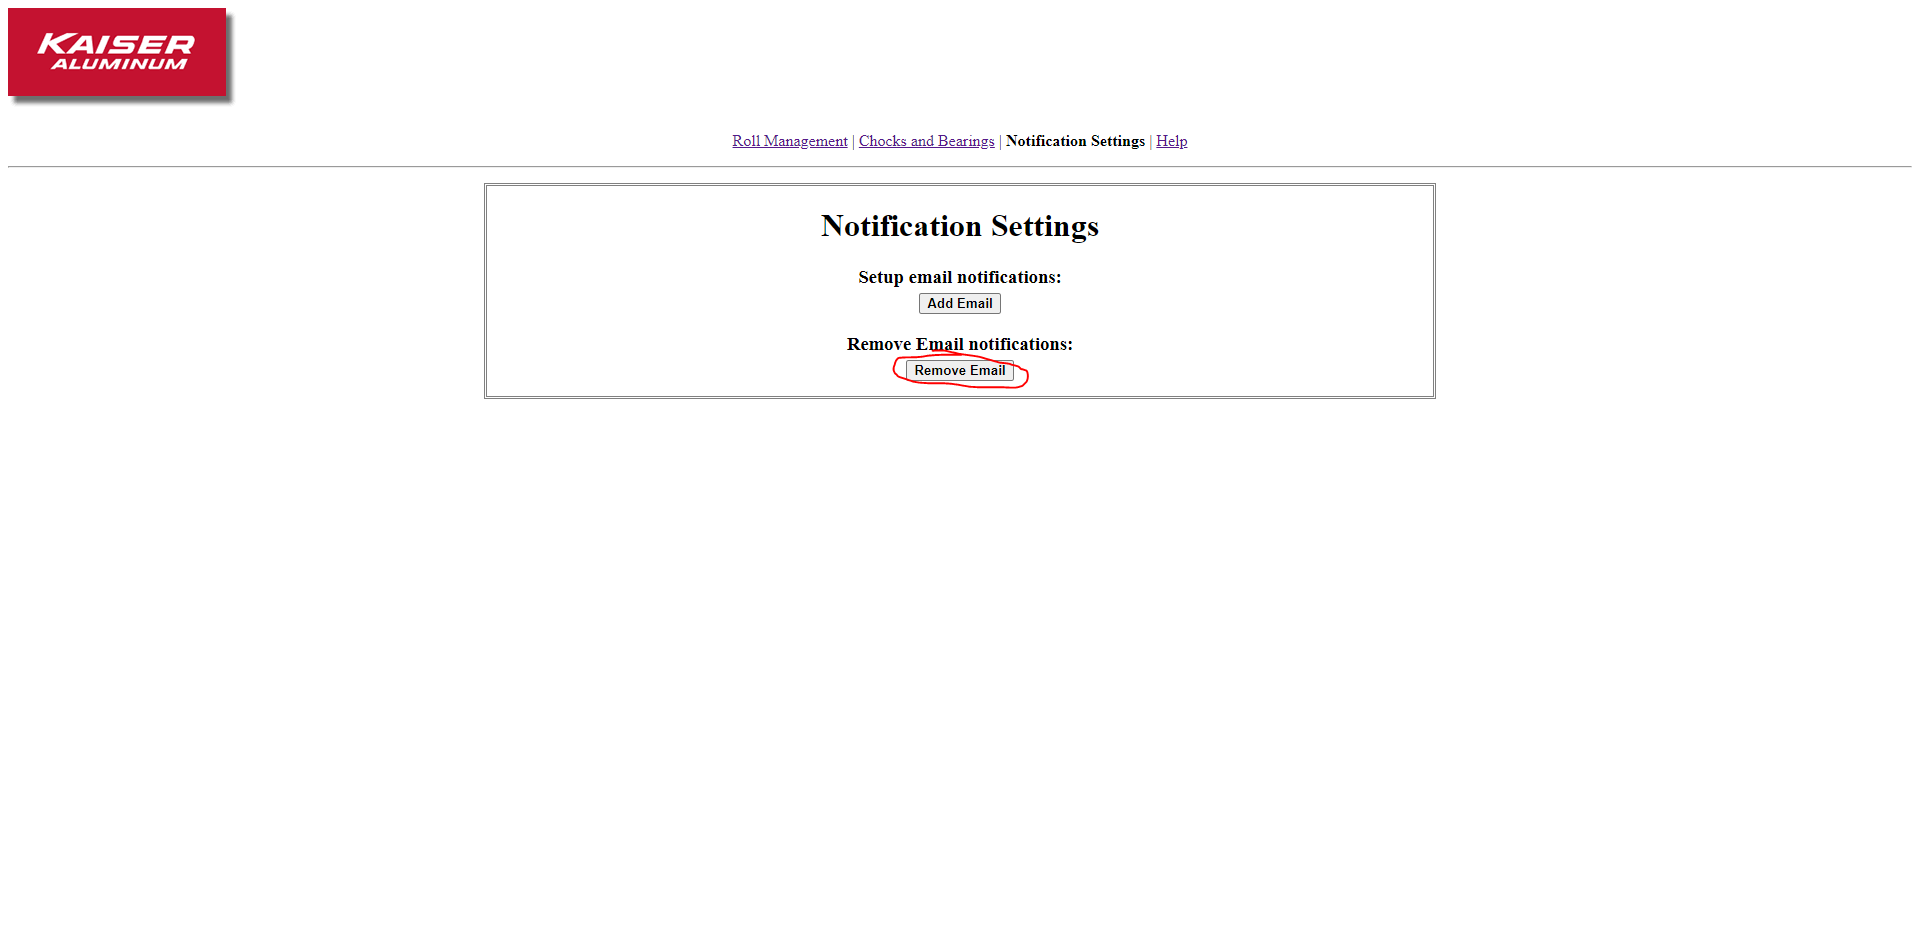 KAISER
ALUMINUM
Roll Management | Chocks and Bearings | Notification Settings | Help
Notification Settings
Setup email notifications:
Add Email
Remove Email notifications:
Remove Email